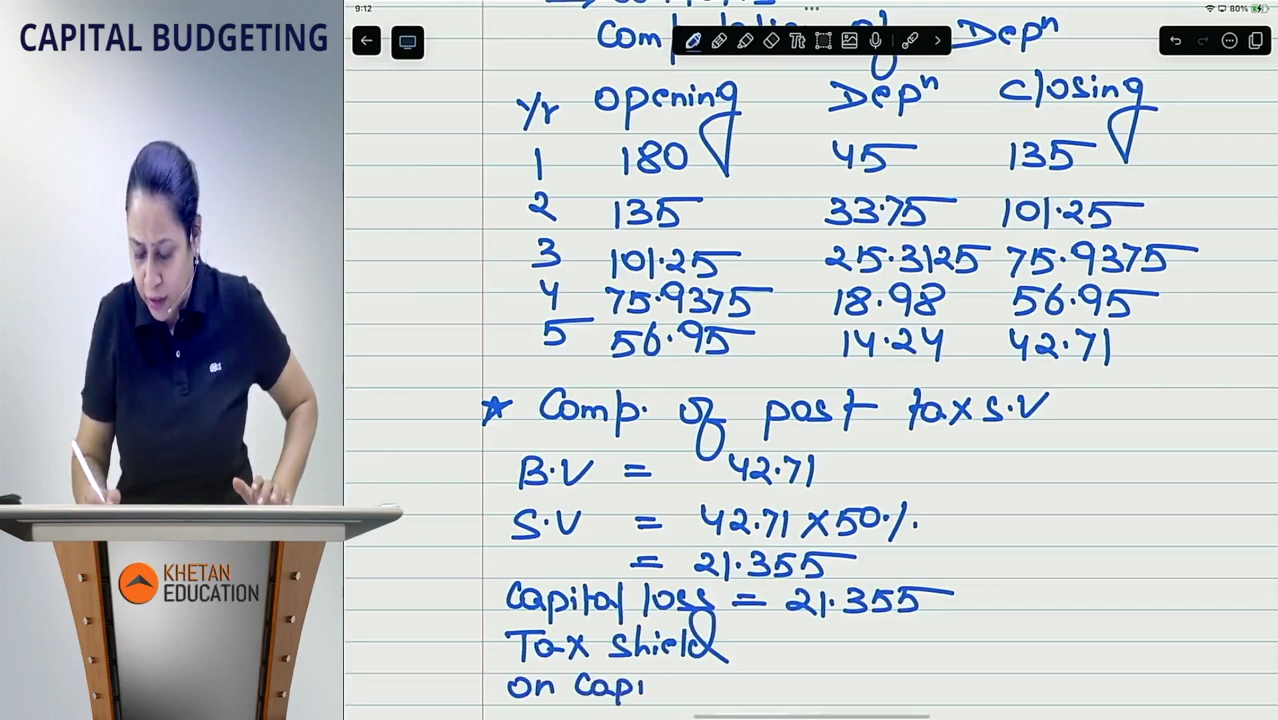 CAPITAL BUDGETING
9:12
80%
of Depn
Yr opening Depn closing
1 180 45 135
2 135 33.75 101.25
3 101.25 25.3125 75.9375
4 75.9375 18.98 56.95
5 56.95 14.24 42.71
* Comp. of post tax S.V
B.V = 42.71
S.V = 42.71 x 50%.
= 21.355
Capital loss = 21.355
Tax shield
on Capi
KHETAN
EDUCATION